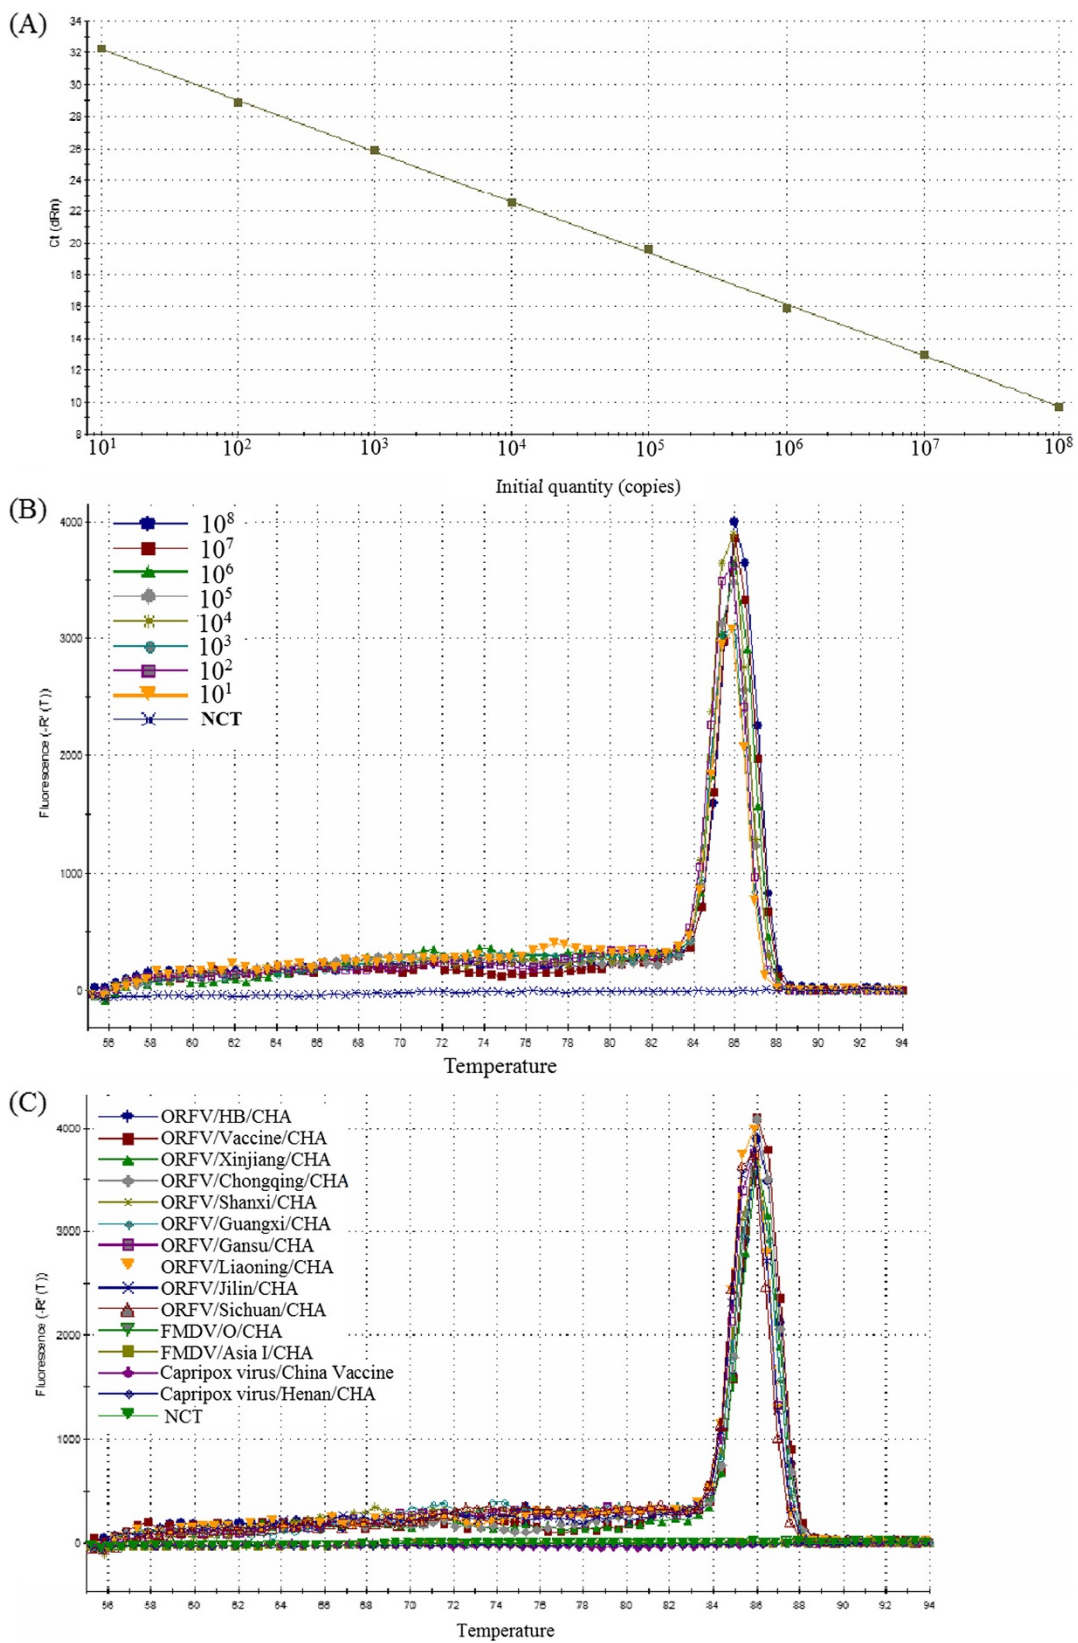 (A)
34
32
30
28
26
24
22
20
18
16
14
12
10
8
Ct (dRn)
10¹ 10² 10³ 10⁴ 10⁵ 10⁶ 10⁷ 10⁸
Initial quantity (copies)
(B)
10⁸
10⁷
10⁶
10⁵
10⁴
10³
10²
10¹
NCT
4000
3000
2000
1000
0
Fluorescence (-R' (T))
56 58 60 62 64 66 68 70 72 74 76 78 80 82 84 86 88 90 92 94
Temperature
(C)
ORFV/HB/CHA
ORFV/Vaccine/CHA
ORFV/Xinjiang/CHA
ORFV/Chongqing/CHA
ORFV/Shanxi/CHA
ORFV/Guangxi/CHA
ORFV/Gansu/CHA
ORFV/Liaoning/CHA
ORFV/Jilin/CHA
ORFV/Sichuan/CHA
FMDV/O/CHA
FMDV/Asia I/CHA
Capripox virus/China Vaccine
Capripox virus/Henan/CHA
NCT
4000
3000
2000
1000
0
Fluorescence (-R' (T))
56 58 60 62 64 66 68 70 72 74 76 78 80 82 84 86 88 90 92 94
Temperature